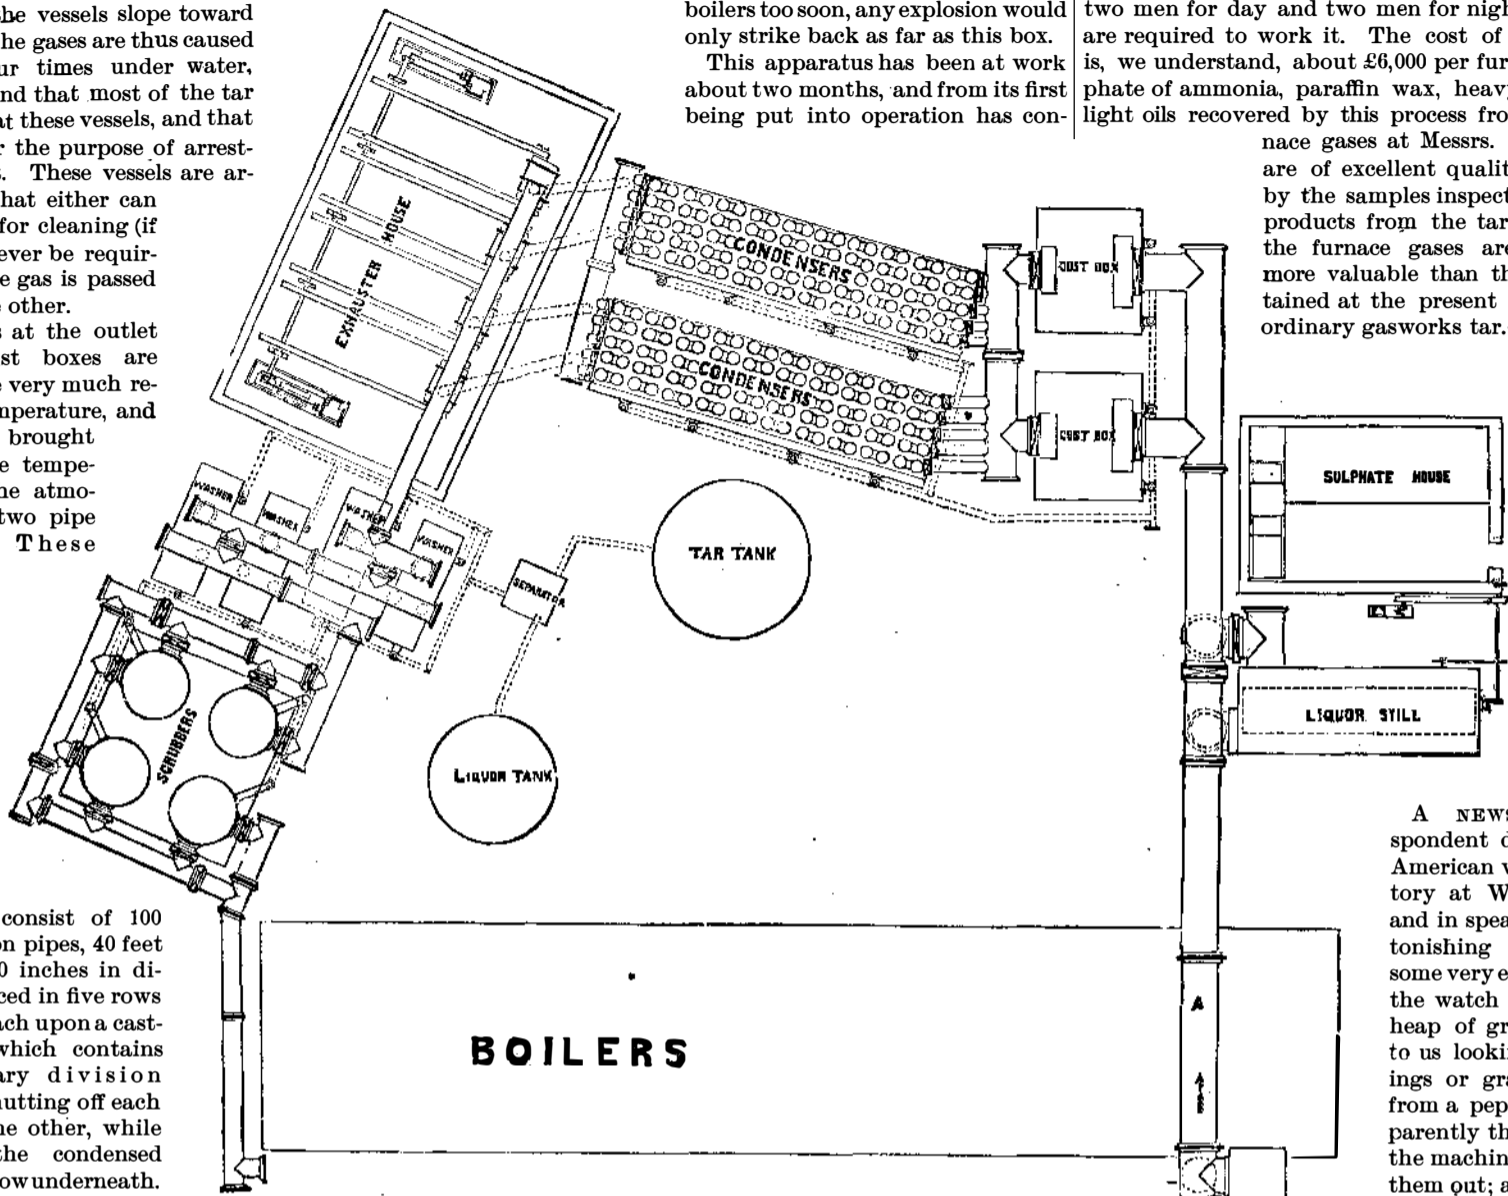 the vessels slope toward
he gases are thus caused
ur times under water,
nd that most of the tar
at these vessels, and that
r the purpose of arrest-
These vessels are ar-
hat either can
for cleaning (if
ever be requir-
e gas is passed
e other.
s at the outlet
st boxes are
e very much re-
mperature, and
brought
e tempe-
he atmo-
two pipe
These
consist of 100
on pipes, 40 feet
0 inches in di-
ced in five rows
ach upon a cast-
which contains
ary division
hutting off each
he other, while
the condensed
ow underneath.
boilers too soon, any explosion would
only strike back as far as this box.
This apparatus has been at work
about two months, and from its first
being put into operation has con-
two men for day and two men for nigh
are required to work it. The cost of
is, we understand, about £6,000 per fur
phate of ammonia, paraffin wax, heavy
light oils recovered by this process fro
nace gases at Messrs.
are of excellent qualit
by the samples inspect
products from the tar
the furnace gases are
more valuable than th
tained at the present
ordinary gasworks tar.
A NEWS
spondent d
American w
tory at W
and in spea
tonishing
some very e
the watch
heap of gr
to us looki
ings or gra
from a pep
parently th
the machin
them out; a
EXHAUSTER HOUSE
CONDENSERS
CONDENSERS
DUST BOX
DUST BOX
SULPHATE HOUSE
WASHER
WASHER
WASHER
WASHER
SEPARATOR
TAR TANK
SCRUBBERS
LIQUOR TANK
LIQUOR STILL
BOILERS
A